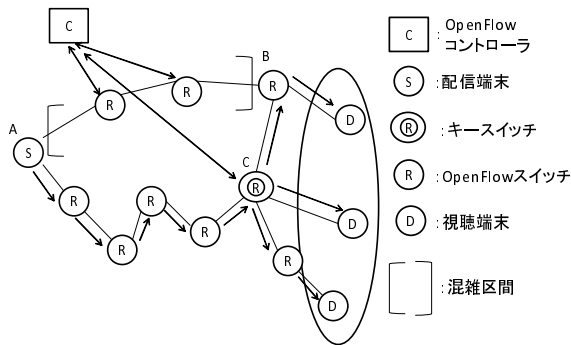 C
B
R
R
R
A
S
D
C
R
R
R
R
R
D
R
D
C : OpenFlow
コントローラ
S : 配信端末
R : キースイッチ
R : OpenFlowスイッチ
D : 視聴端末
: 混雑区間